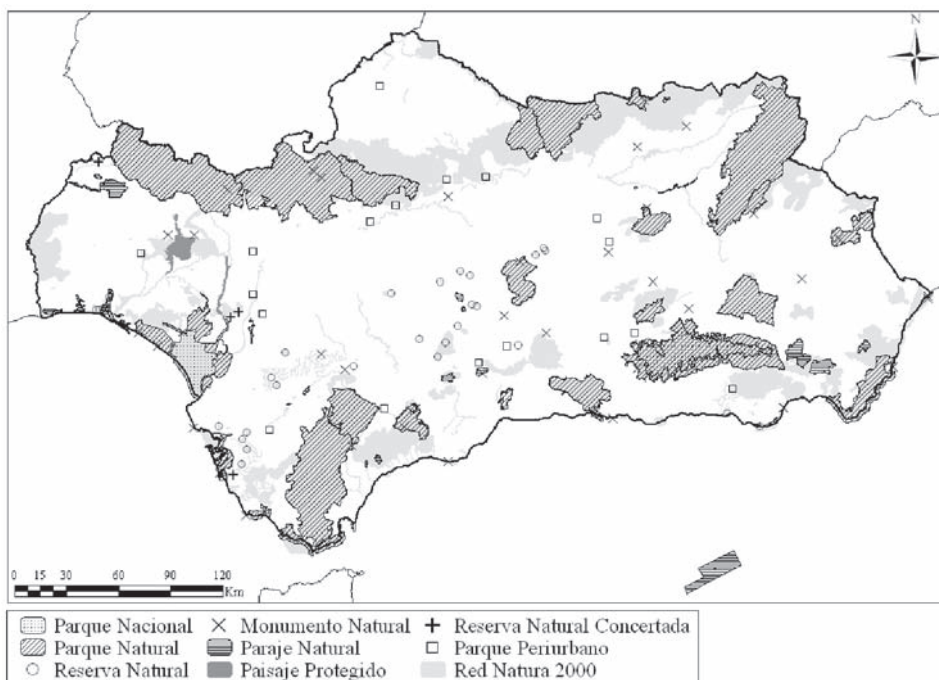 N
0 15 30 60 90 120
Km
Parque Nacional Monumento Natural Reserva Natural Concertada
Parque Natural Paraje Natural Parque Periurbano
Reserva Natural Paisaje Protegido Red Natura 2000